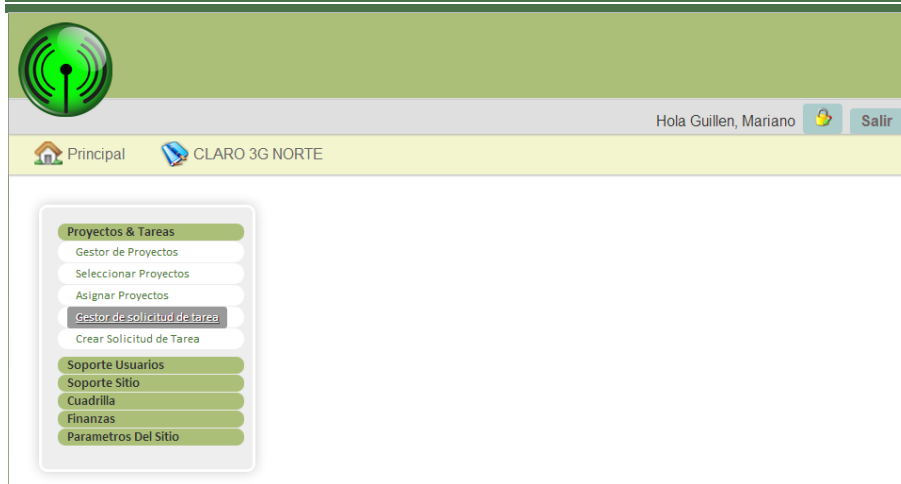 Hola Guillen, Mariano Salir
Principal CLARO 3G NORTE
Proyectos & Tareas
Gestor de Proyectos
Seleccionar Proyectos
Asignar Proyectos
Gestor de solicitud de tarea
Crear Solicitud de Tarea
Soporte Usuarios
Soporte Sitio
Cuadrilla
Finanzas
Parametros Del Sitio